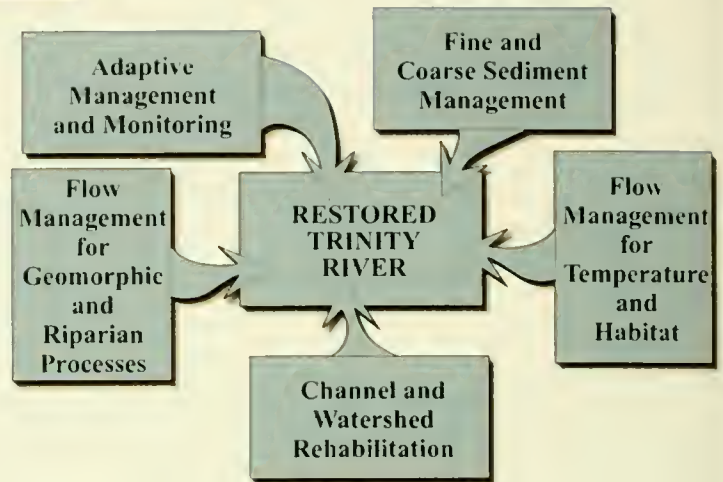 Adaptive
Management
and Monitoring
Fine and
Coarse Sediment
Management
Flow
Management
for
Geomorphic
and
Riparian
Processes
RESTORED
TRINITY
RIVER
Flow
Management
for
Temperature
and
Habitat
Channel and
Watershed
Rehabilitation